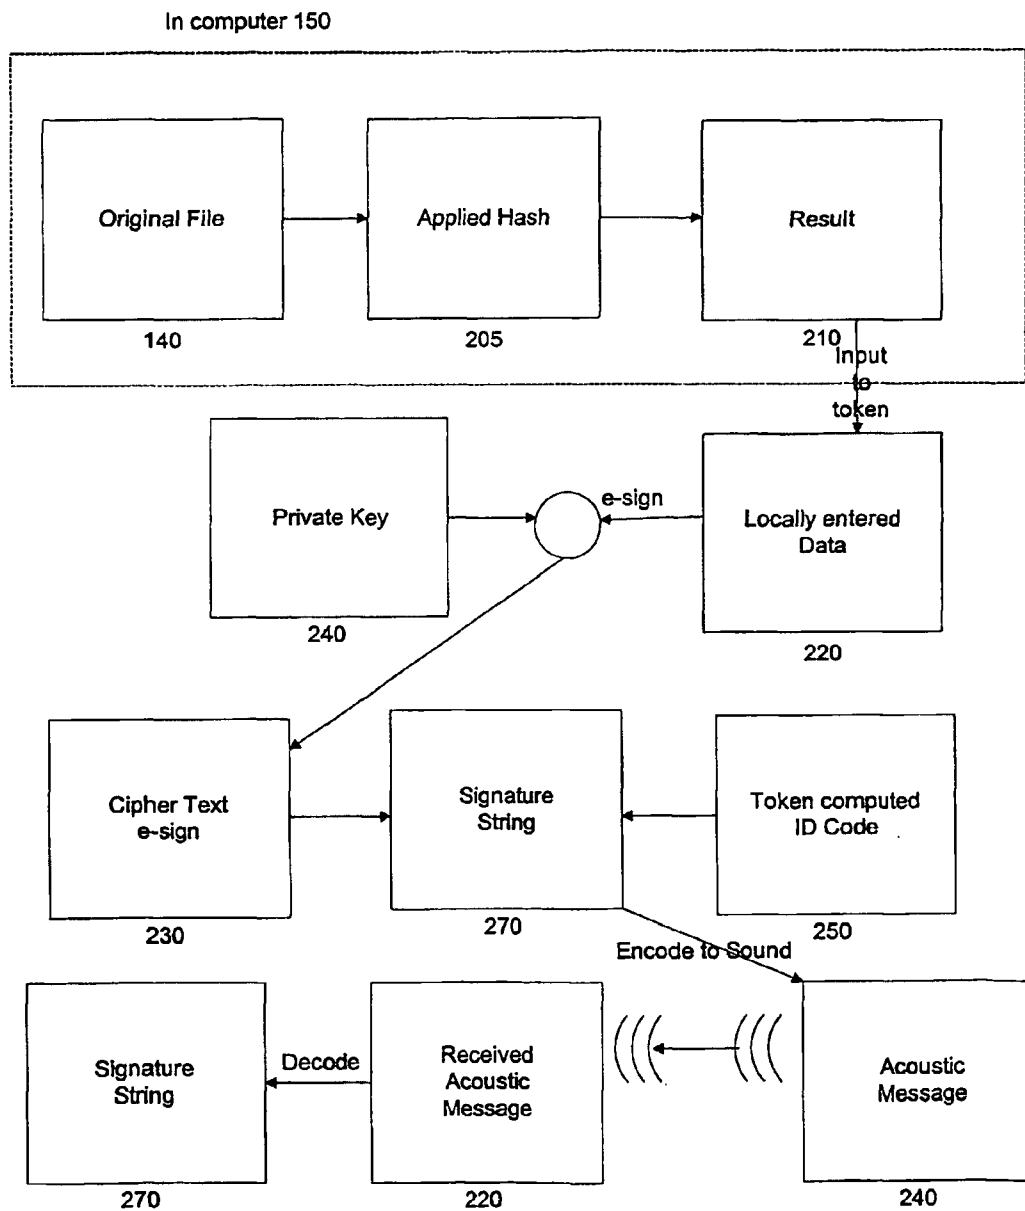 In computer 150
Original File
Applied Hash
Result
140
205
210
Input
to
token
Private Key
e-sign
Locally entered
Data
240
220
Cipher Text
e-sign
Signature
String
Token computed
ID Code
230
270
250
Encode to Sound
Signature
String
Decode
Received
Acoustic
Message
Acoustic
Message
270
220
240